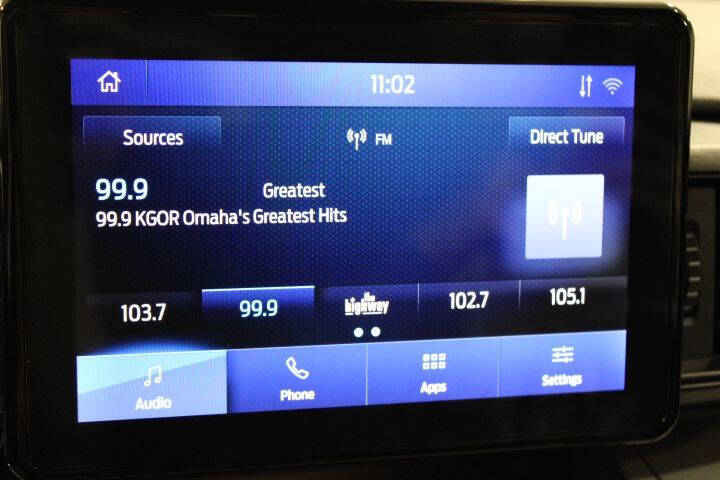 11:02
Sources
FM
Direct Tune
99.9 Greatest
99.9 KGOR Omaha's Greatest Hits
103.7 99.9 the highway 102.7 105.1
Audio Phone Apps Settings